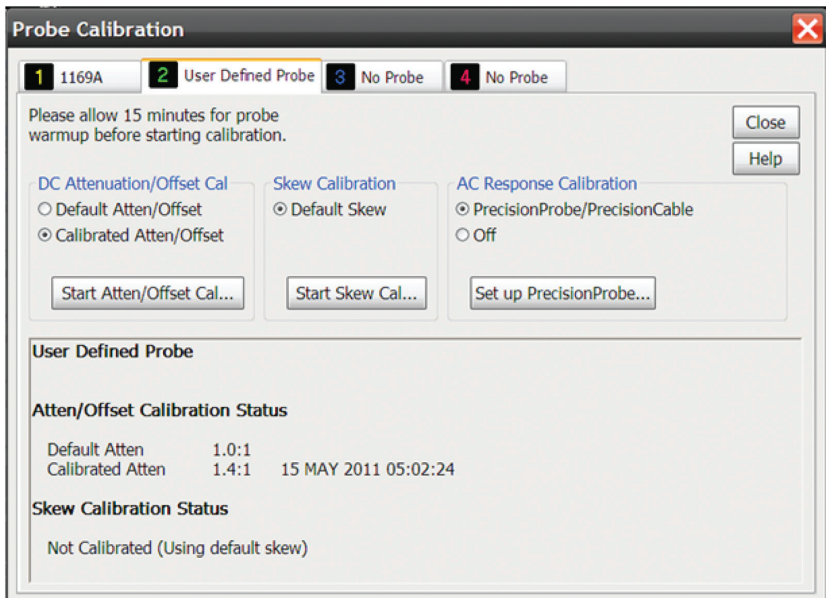 Probe Calibration
1 1169A 2 User Defined Probe 3 No Probe 4 No Probe
Please allow 15 minutes for probe
warmup before starting calibration.
Close
Help
DC Attenuation/Offset Cal
Default Atten/Offset
Calibrated Atten/Offset
Start Atten/Offset Cal...
Skew Calibration
Default Skew
Start Skew Cal...
AC Response Calibration
PrecisionProbe/PrecisionCable
Off
Set up PrecisionProbe...
User Defined Probe
Atten/Offset Calibration Status
Default Atten 1.0:1
Calibrated Atten 1.4:1 15 MAY 2011 05:02:24
Skew Calibration Status
Not Calibrated (Using default skew)